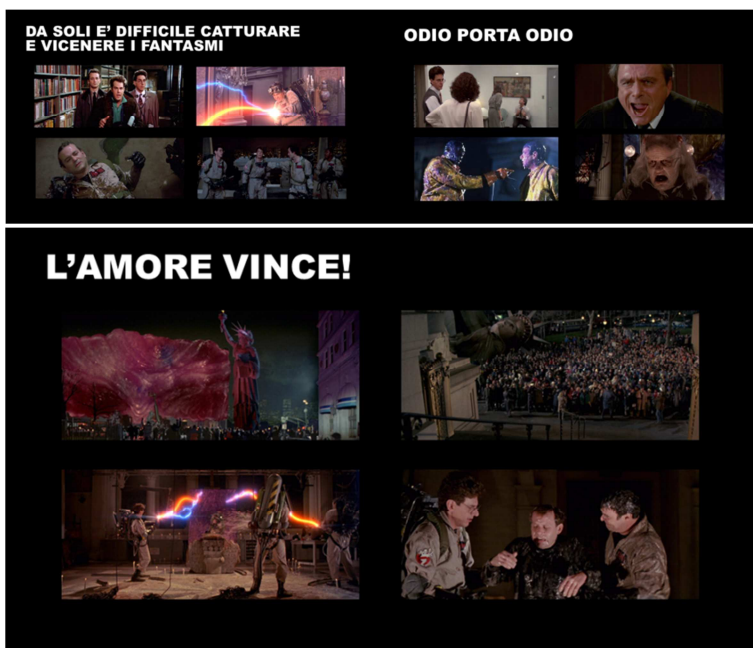 DA SOLI E' DIFFICILE CATTURARE
E VICENERE I FANTASMI
ODIO PORTA ODIO
L'AMORE VINCE!